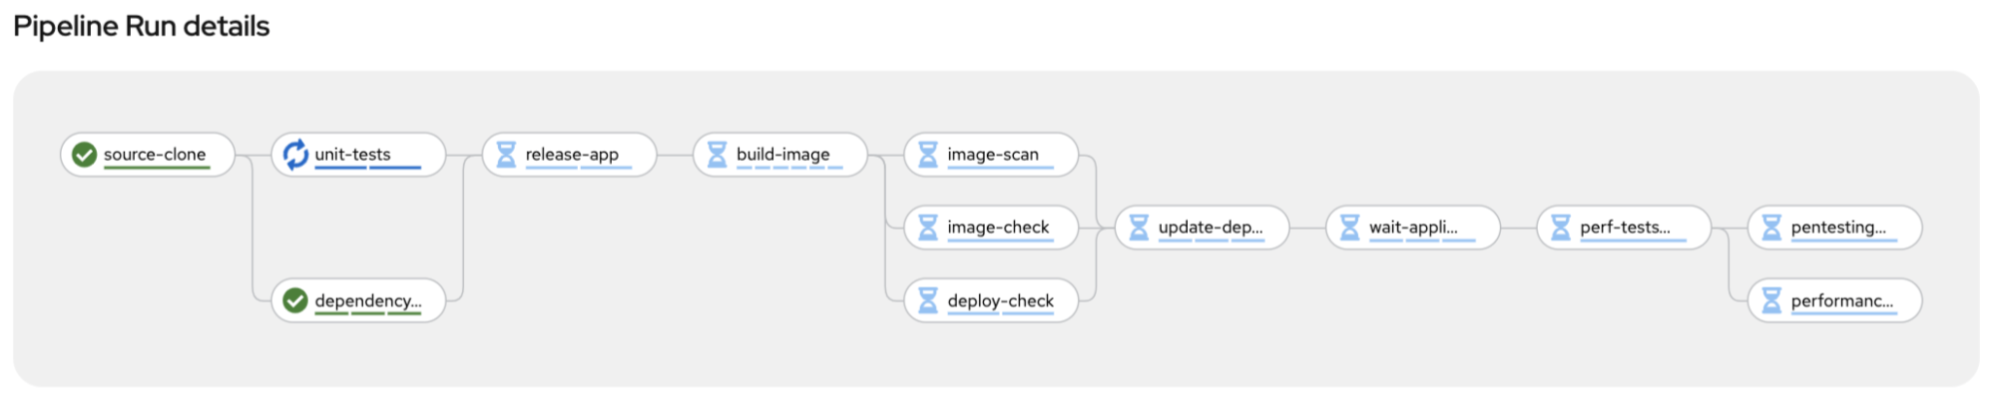 Pipeline Run details
source-clone
unit-tests
release-app
build-image
image-scan
image-check
update-dep...
wait-appli...
perf-tests...
pentesting...
dependency...
deploy-check
performanc...